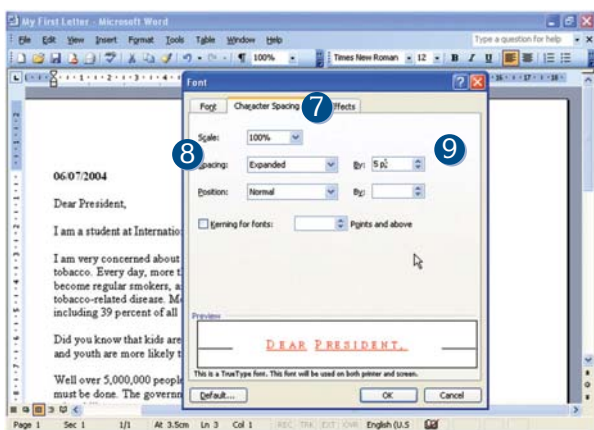 My First Letter - Microsoft Word
File Edit View Insert Format Tools Table Window Help Type a question for help
100% Times New Roman 12 B I U
Font
Font Character Spacing 7 ffects
Scale: 100%
8 pacing: Expanded By: 5 pt 9
Position: Normal By:
Kerning for fonts: Points and above
06/07/2004
Dear President,
I am a student at Internatio
I am very concerned about
tobacco. Every day, more t
become regular smokers, a
tobacco-related disease. M
including 39 percent of all
Did you know that kids are
and youth are more likely t
Well over 5,000,000 people
must be done. The governm
Preview
DEAR PRESIDENT,
This is a TrueType font. This font will be used on both printer and screen.
Default... OK Cancel
Page 1 Sec 1 1/1 At 3.5cm Ln 3 Col 1 REC TRK EXT OVR English (U.S